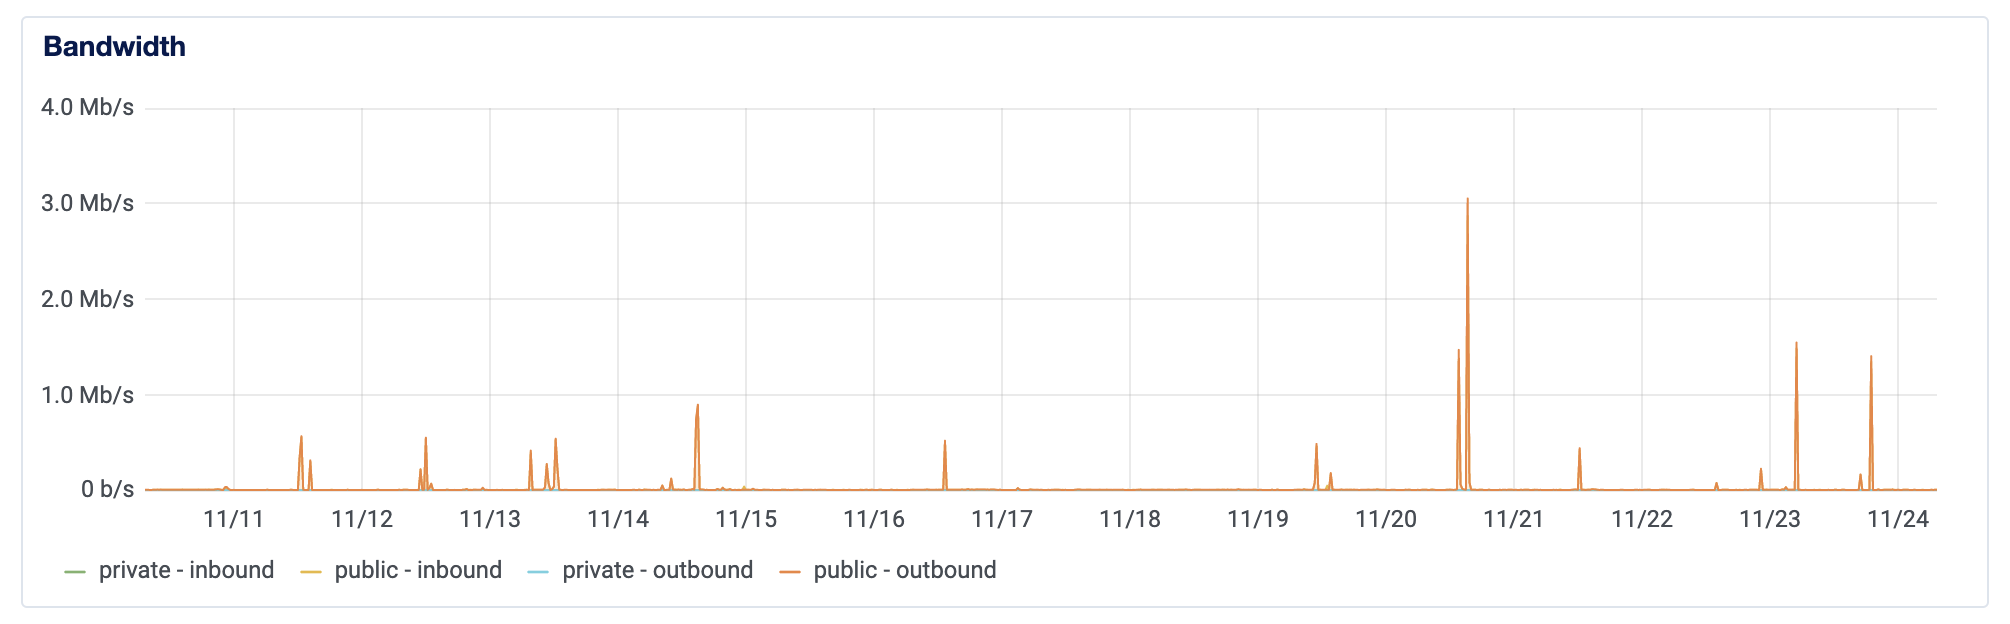 Bandwidth
4.0 Mb/s
3.0 Mb/s
2.0 Mb/s
1.0 Mb/s
0 b/s
11/11 11/12 11/13 11/14 11/15 11/16 11/17 11/18 11/19 11/20 11/21 11/22 11/23 11/24
private - inbound public - inbound private - outbound public - outbound